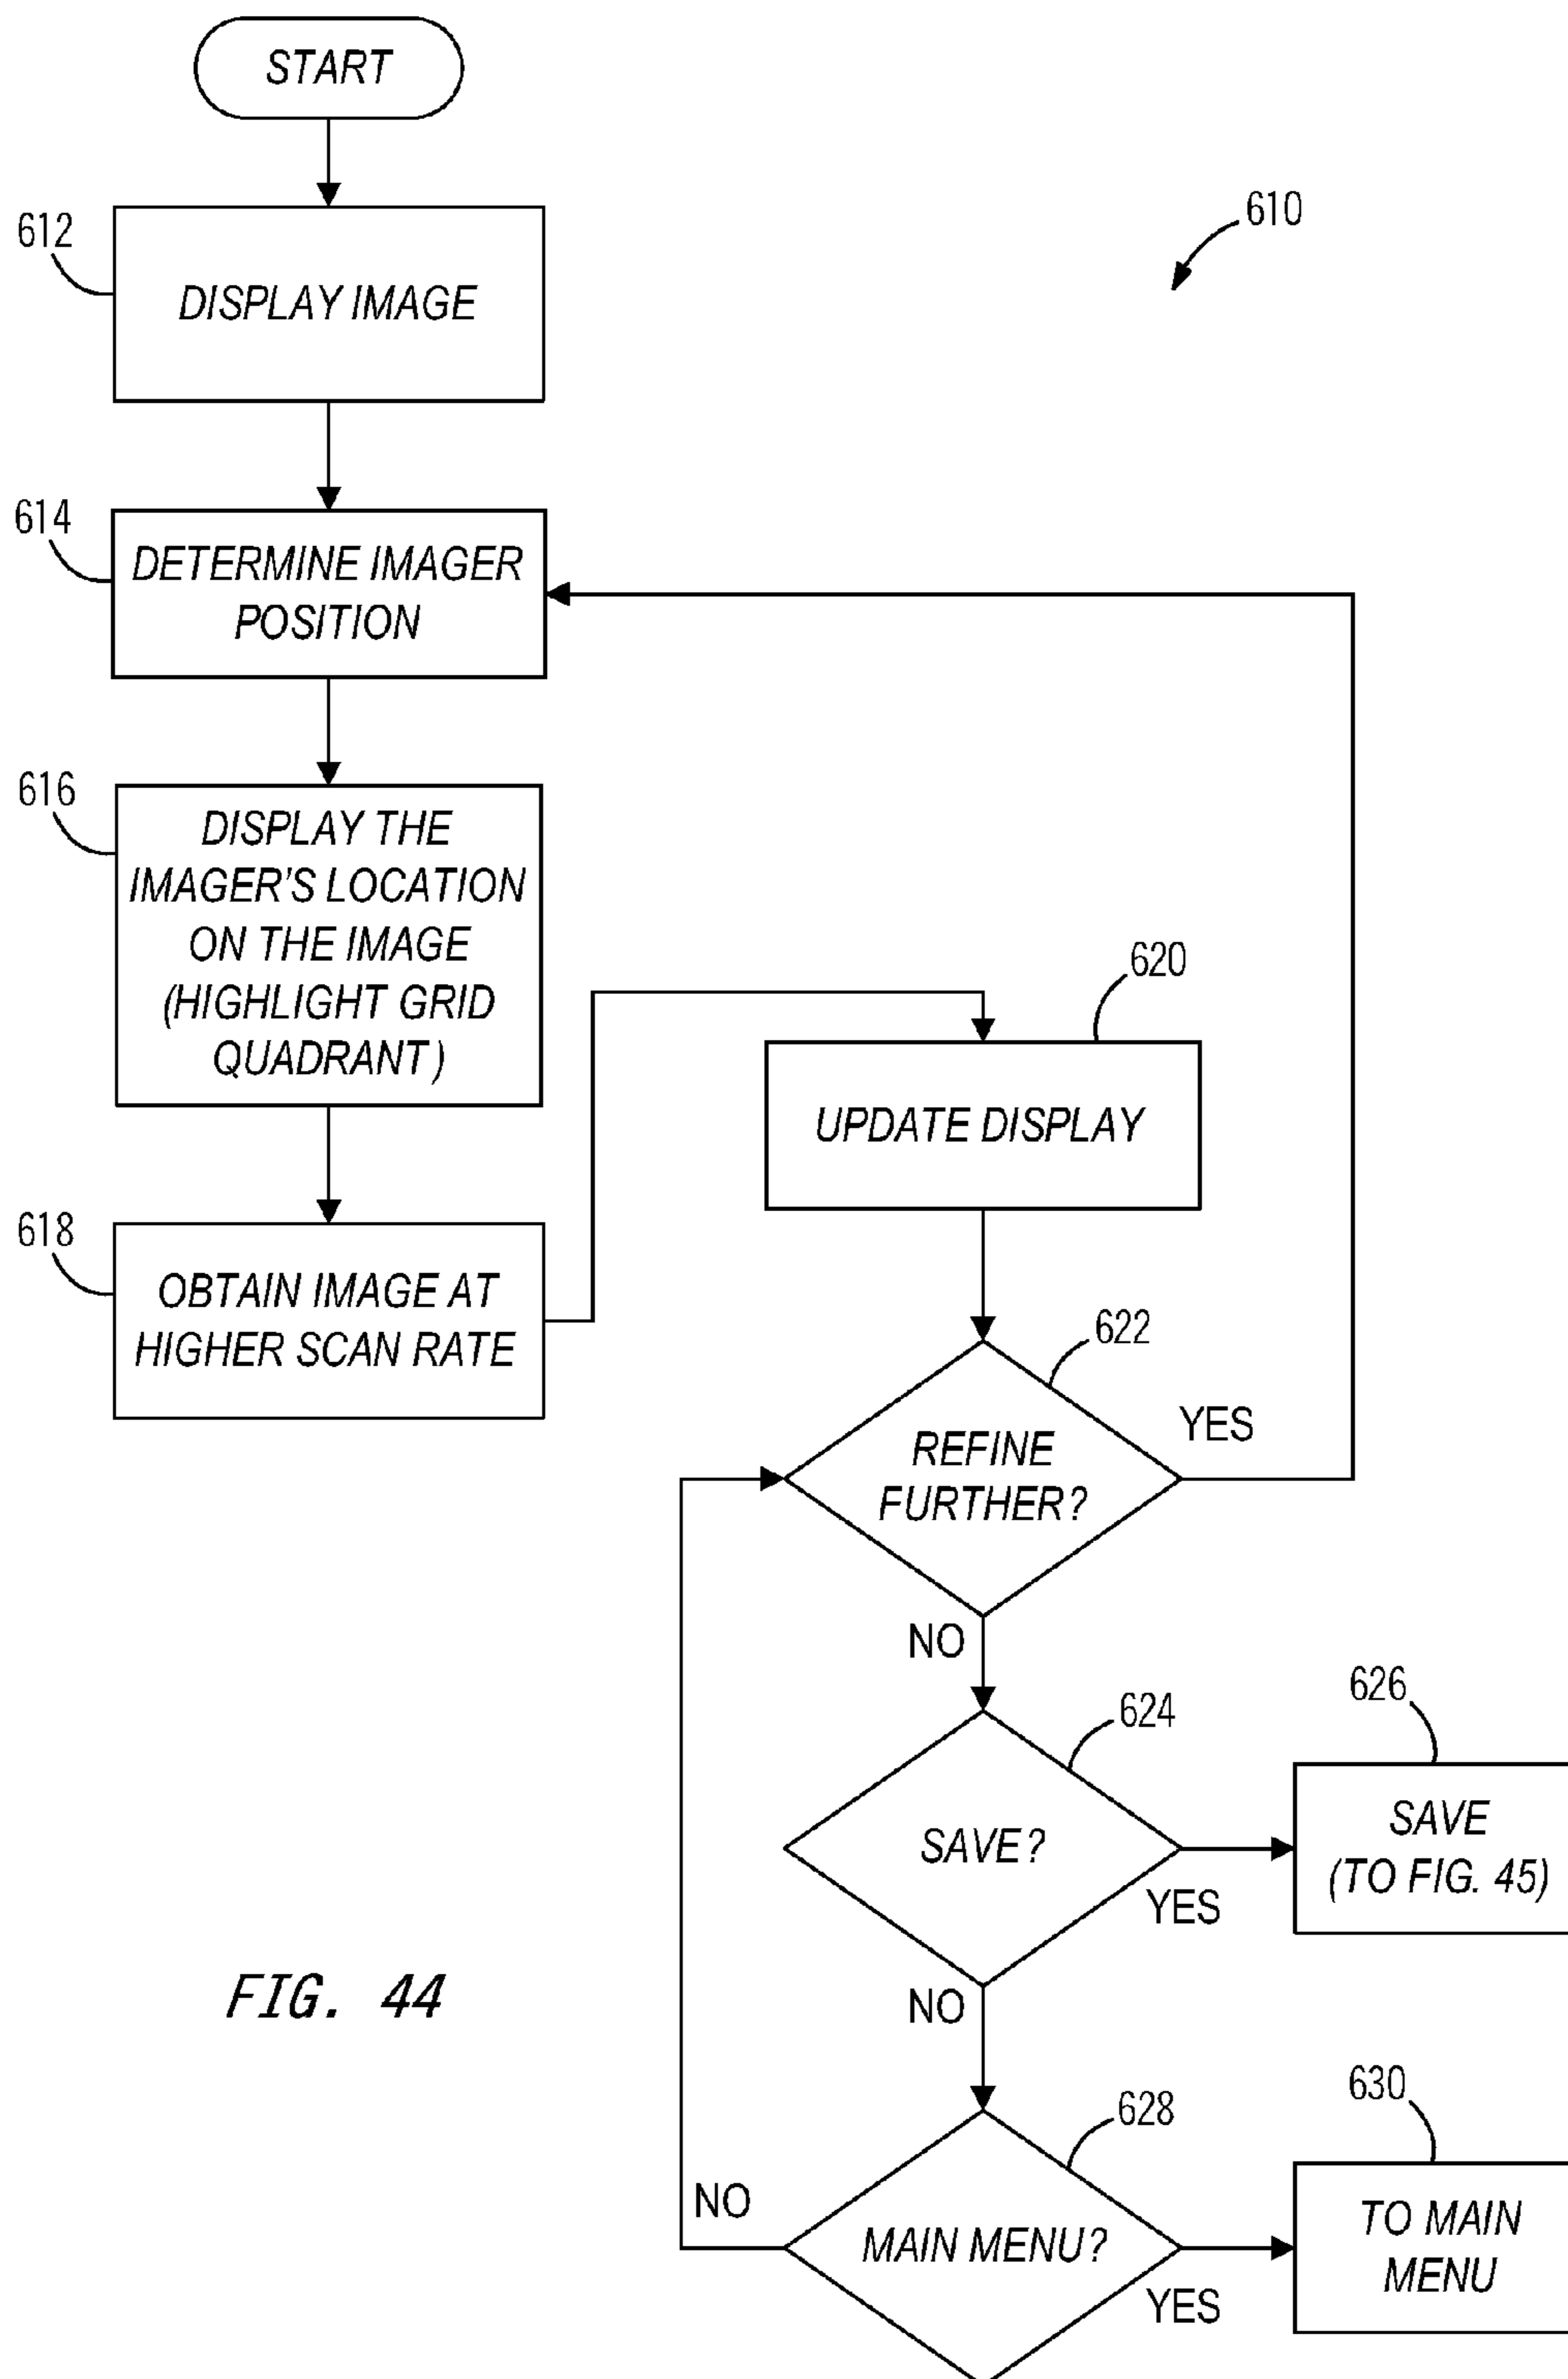 START
610
612
DISPLAY IMAGE
614
DETERMINE IMAGER
POSITION
616
DISPLAY THE
IMAGER'S LOCATION
ON THE IMAGE
(HIGHLIGHT GRID
QUADRANT)
618
OBTAIN IMAGE AT
HIGHER SCAN RATE
620
UPDATE DISPLAY
622
REFINE
FURTHER?
YES
NO
624
SAVE?
YES
NO
626
SAVE
(TO FIG. 45)
628
MAIN MENU?
NO
YES
630
TO MAIN
MENU
FIG. 44